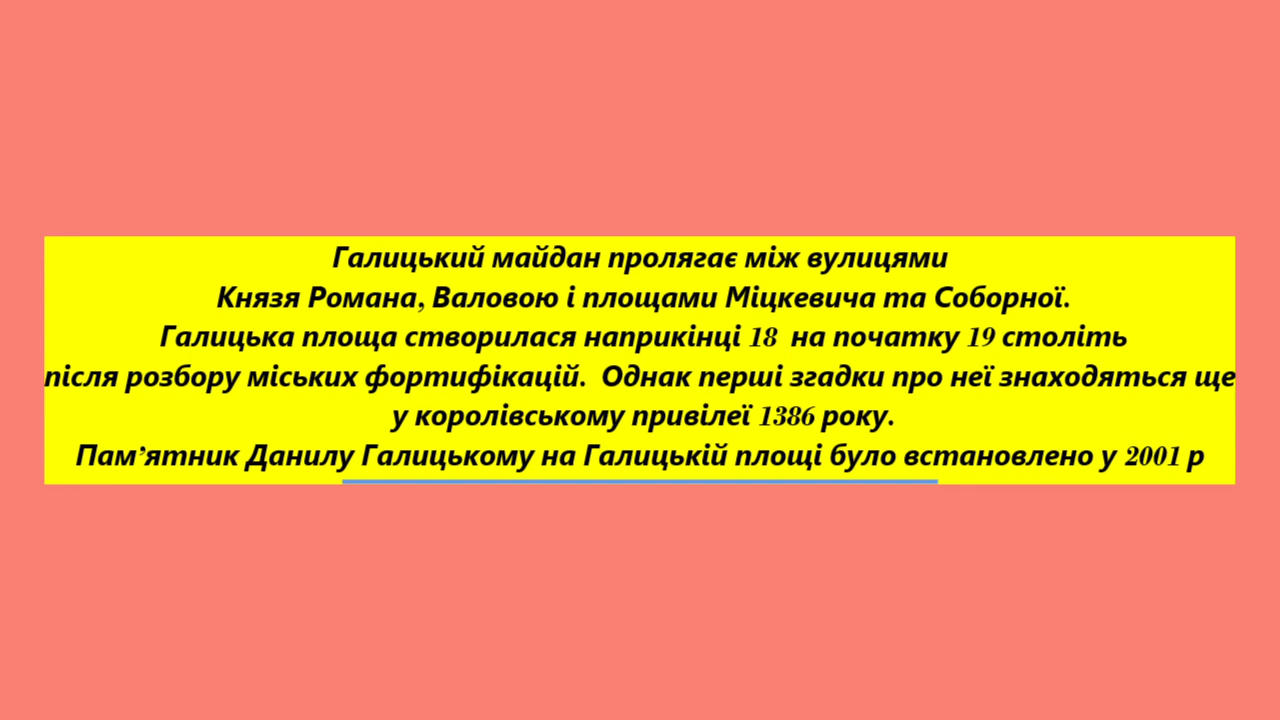 Галицький майдан пролягає між вулицями
Князя Романа, Валовою і площами Міцкевича та Соборної.
Галицька площа створилася наприкінці 18  на початку 19 століть
після розбору міських фортифікацій.  Однак перші згадки про неї знаходяться ще
у королівському привілеї 1386 року.
Пам’ятник Данилу Галицькому на Галицькій площі було встановлено у 2001 р